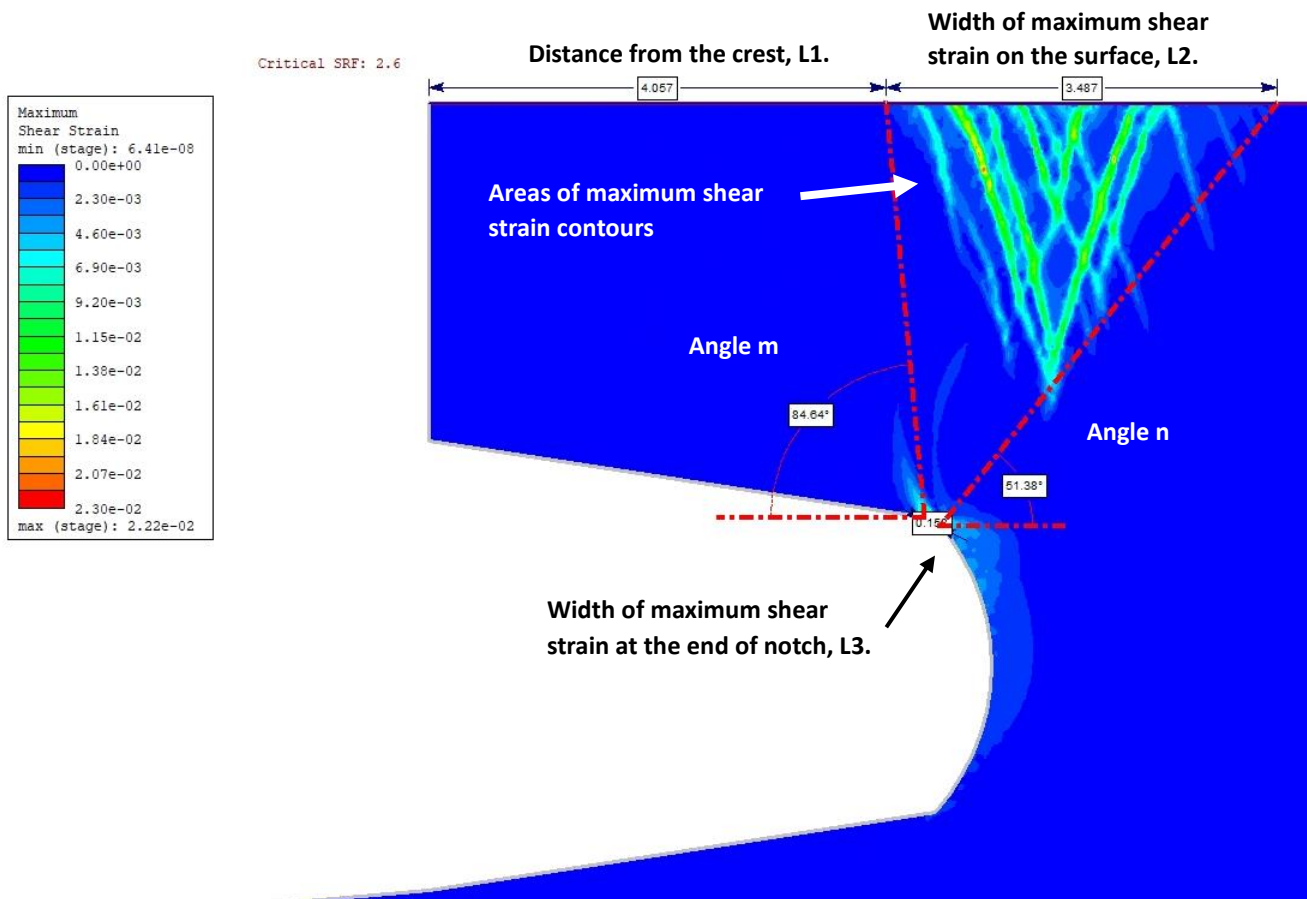 Critical SRF: 2.6
Distance from the crest, L1.
Width of maximum shear
strain on the surface, L2.
4.057
3.487
Maximum
Shear Strain
min (stage): 6.41e-08
0.00e+00
2.30e-03
4.60e-03
6.90e-03
9.20e-03
1.15e-02
1.38e-02
1.61e-02
1.84e-02
2.07e-02
2.30e-02
max (stage): 2.22e-02
Areas of maximum shear
strain contours
Angle m
84.64°
Angle n
51.38°
Width of maximum shear
strain at the end of notch, L3.